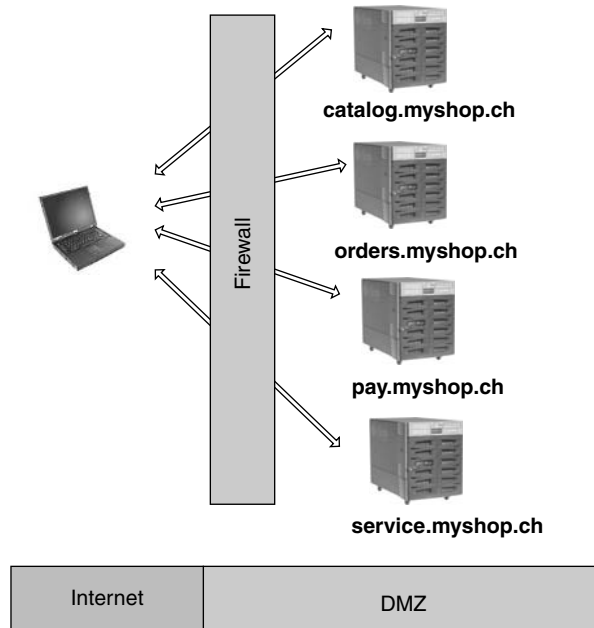 catalog.myshop.ch
orders.myshop.ch
Firewall
pay.myshop.ch
service.myshop.ch
Internet
DMZ